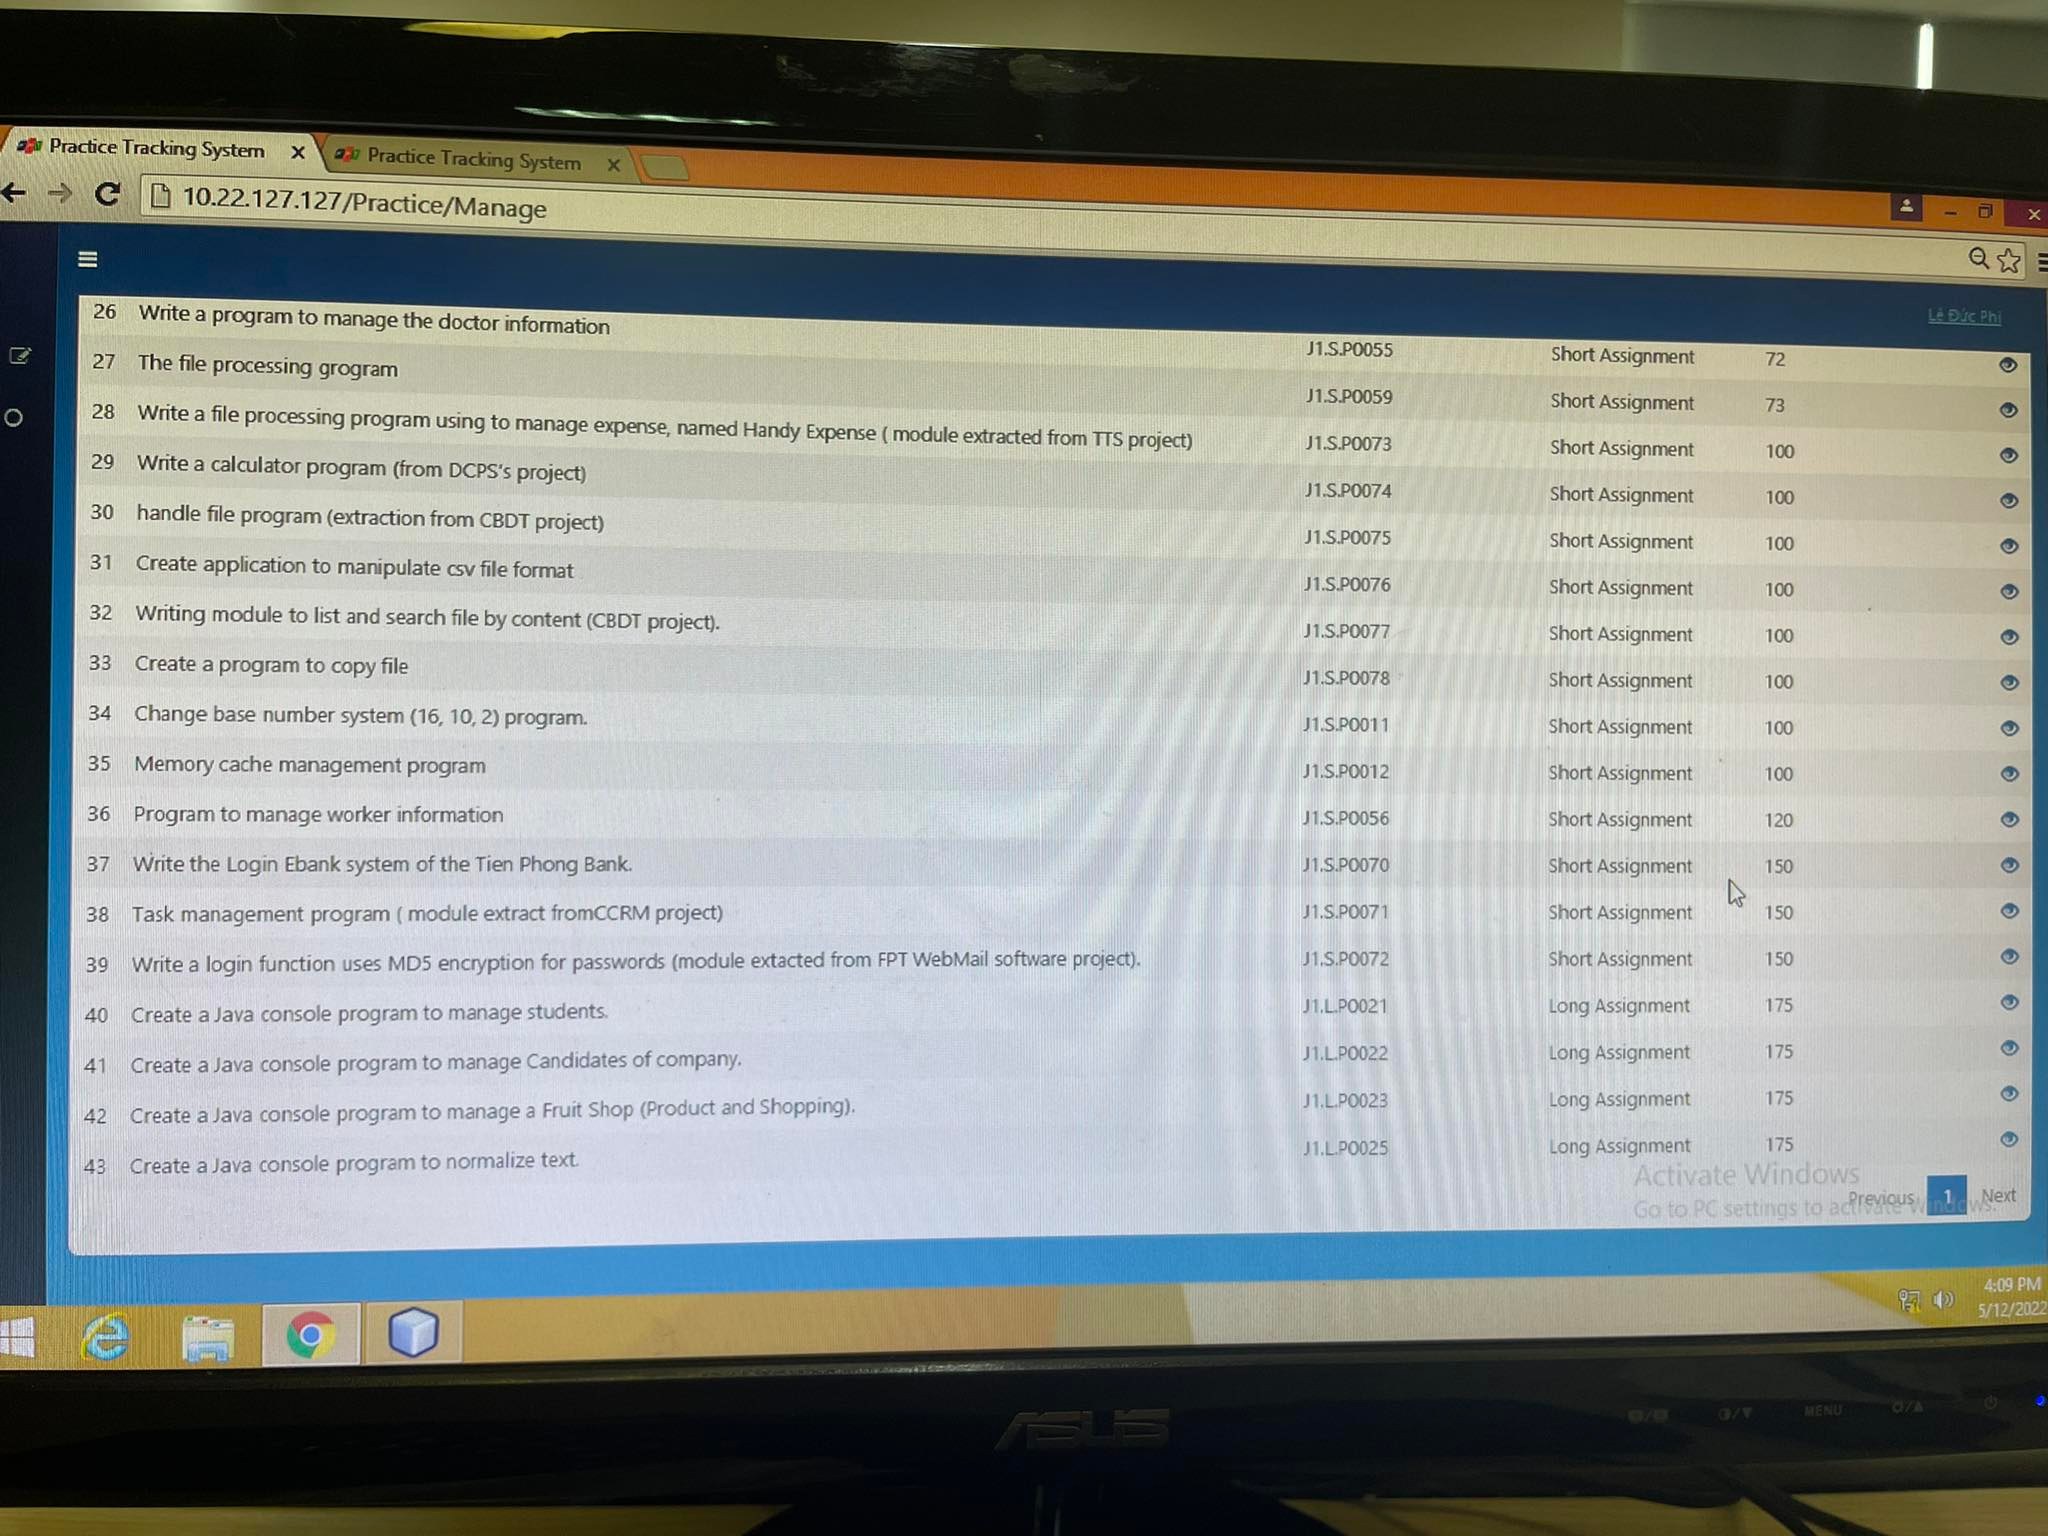 Practice Tracking System
Practice Tracking System
10.22.127.127/Practice/Manage
Lê Đức Phi
26 Write a program to manage the doctor information J1.S.P0055 Short Assignment 72
27 The file processing grogram J1.S.P0059 Short Assignment 73
28 Write a file processing program using to manage expense, named Handy Expense ( module extracted from TTS project) J1.S.P0073 Short Assignment 100
29 Write a calculator program (from DCPS's project) J1.S.P0074 Short Assignment 100
30 handle file program (extraction from CBDT project) J1.S.P0075 Short Assignment 100
31 Create application to manipulate csv file format J1.S.P0076 Short Assignment 100
32 Writing module to list and search file by content (CBDT project). J1.S.P0077 Short Assignment 100
33 Create a program to copy file J1.S.P0078 Short Assignment 100
34 Change base number system (16, 10, 2) program. J1.S.P0011 Short Assignment 100
35 Memory cache management program J1.S.P0012 Short Assignment 100
36 Program to manage worker information J1.S.P0056 Short Assignment 120
37 Write the Login Ebank system of the Tien Phong Bank. J1.S.P0070 Short Assignment 150
38 Task management program ( module extract fromCCRM project) J1.S.P0071 Short Assignment 150
39 Write a login function uses MD5 encryption for passwords (module extacted from FPT WebMail software project). J1.S.P0072 Short Assignment 150
40 Create a Java console program to manage students. J1.L.P0021 Long Assignment 175
41 Create a Java console program to manage Candidates of company. J1.L.P0022 Long Assignment 175
42 Create a Java console program to manage a Fruit Shop (Product and Shopping). J1.L.P0023 Long Assignment 175
43 Create a Java console program to normalize text. J1.L.P0025 Long Assignment 175
Activate Windows
Go to PC settings to activate Windows.
Previous 1 Next
4:09 PM
5/12/2022
ASUS
MENU